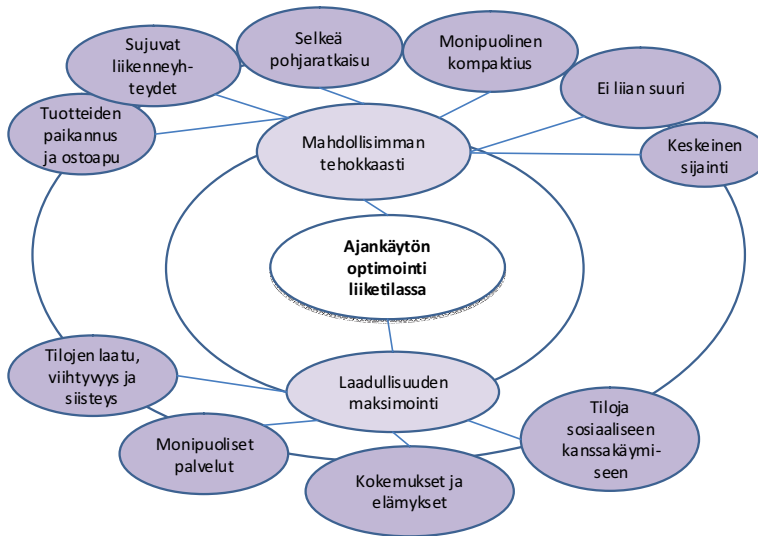 Sujuvat
liikenneyh-
teydet
Selkeä
pohjaratkaisu
Monipuolinen
kompaktius
Ei liian suuri
Tuotteiden
paikannus
ja ostoapu
Mahdollisimman
tehokkaasti
Keskeinen
sijainti
Ajankäytön
optimointi
liiketilassa
Tilojen laatu,
viihtyvyys ja
siisteys
Laadullisuuden
maksimointi
Tiloja
sosiaaliseen
kanssakäymi-
seen
Monipuoliset
palvelut
Kokemukset ja
elämykset